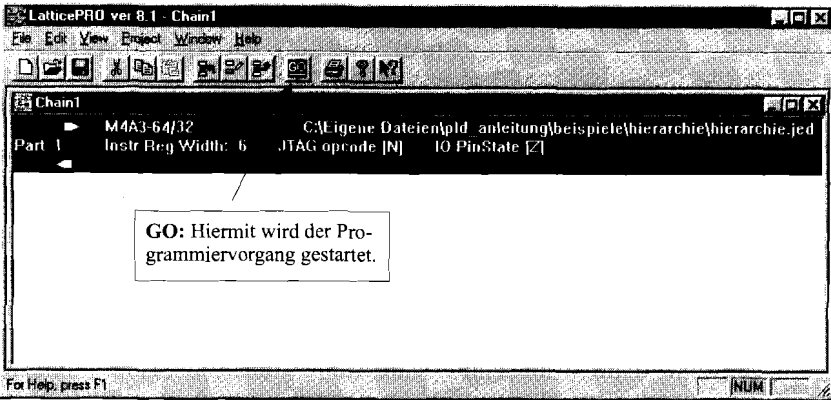 LatticePRO ver 8.1 - Chain1
File Edit View Project Window Help
GO
Chain1
M4A3-64/32 C:\Eigene Dateien\pld_anleitung\beispiele\hierarchie\hierarchie.jed
Part 1 Instr Reg Width: 6 JTAG opcode [N] IO PinState [Z]
GO: Hiermit wird der Pro-
grammiervorgang gestartet.
For Help, press F1 NUM